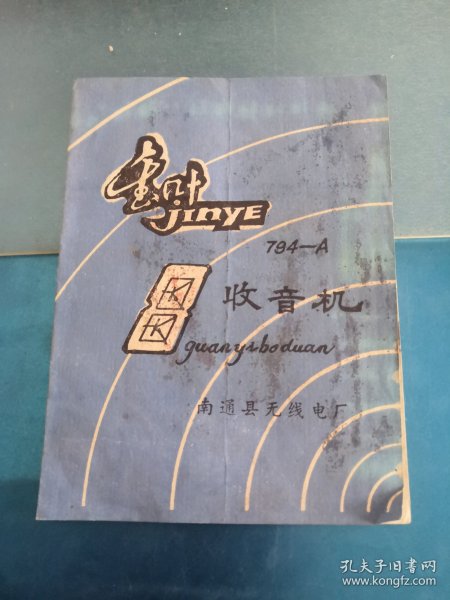 金叶
JINYE
794—A
收音机
guanyiboduan
南通县无线电厂
孔夫子旧书网
www.kongfz.com